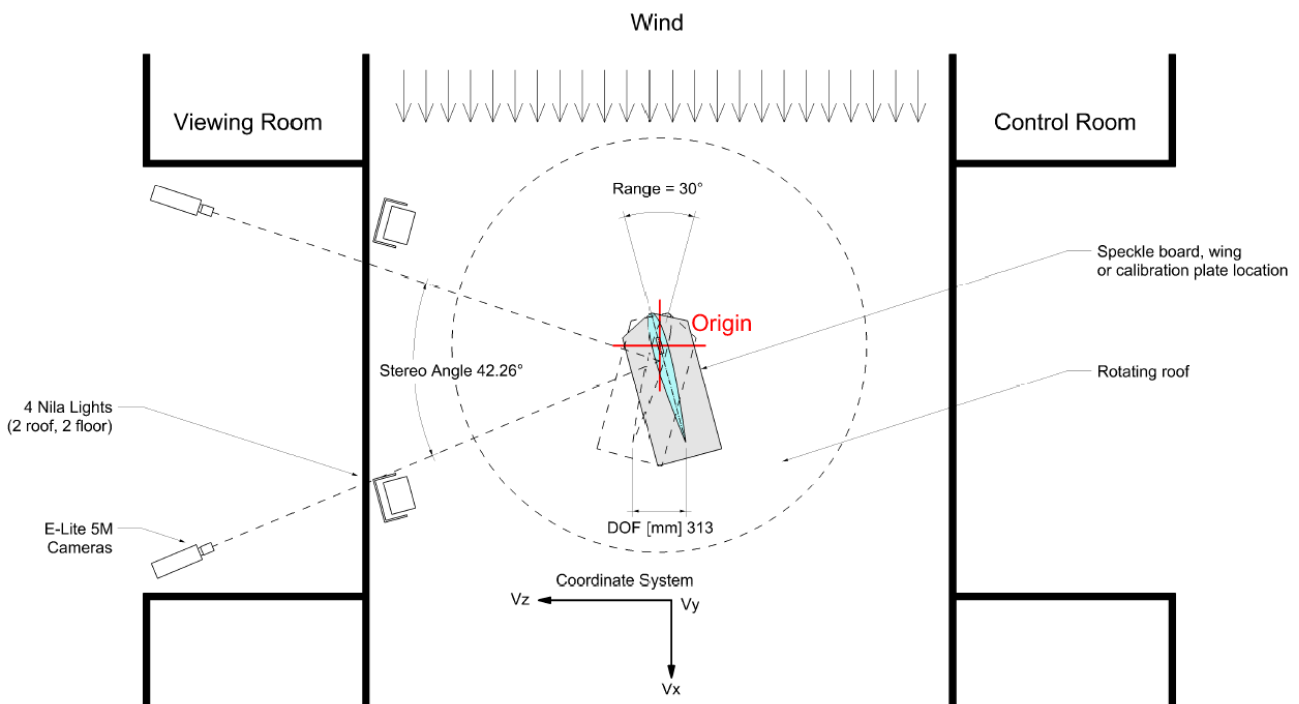 Wind
Viewing Room
Control Room
Range = 30°
Speckle board, wing
or calibration plate location
Origin
Stereo Angle 42.26°
Rotating roof
4 Nila Lights
(2 roof, 2 floor)
DOF [mm] 313
E-Lite 5M
Cameras
Coordinate System
Vz
Vy
Vx